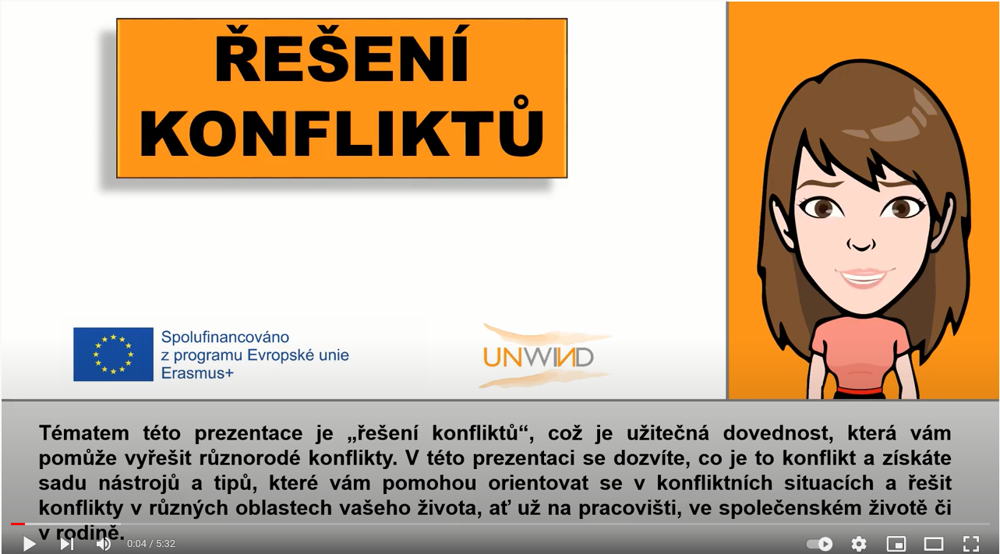 ŘEŠENÍ
KONFLIKTŮ
Spolufinancováno
z programu Evropské unie
Erasmus+
UNWIND
Tématem této prezentace je „řešení konfliktů“, což je užitečná dovednost, která vám
pomůže vyřešit různorodé konflikty. V této prezentaci se dozvíte, co je to konflikt a získáte
sadu nástrojů a tipů, které vám pomohou orientovat se v konfliktních situacích a řešit
konflikty v různých oblastech vašeho života, ať už na pracovišti, ve společenském životě či
v rodině.
0:04 / 5:32